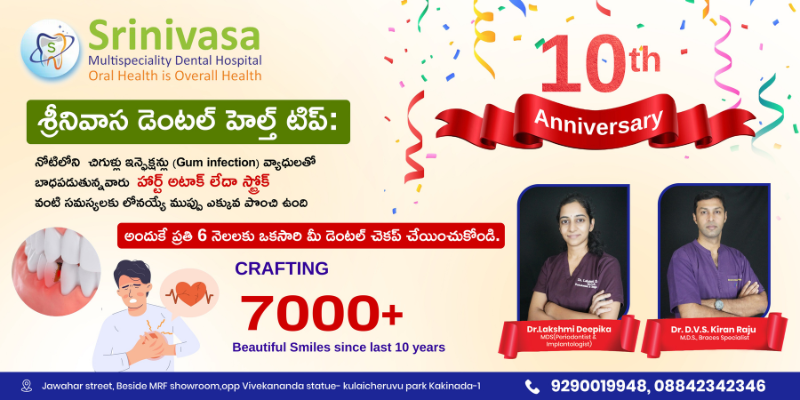 Srinivasa
Multispeciality Dental Hospital
Oral Health is Overall Health
10th
Anniversary
శ్రీనివాస డెంటల్ హెల్త్ టిప్:
నోటిలోని చిగుళ్లు ఇన్ఫెక్షన్లు (Gum infection) వ్యాధులతో
బాధపడుతున్నవారు హార్ట్ అటాక్ లేదా స్ట్రోక్
వంటి సమస్యలకు లోనయ్యే ముప్పు ఎక్కువ పొంచి ఉంది
అందుకే ప్రతి 6 నెలలకు ఒకసారి మీ డెంటల్ చెకప్ చేయించుకోండి.
CRAFTING
7000+
Beautiful Smiles since last 10 years
Dr.Lakshmi Deepika
MDS(Periodontist &
Implantologist)
Dr. D.V.S. Kiran Raju
M.D.S., Braces Specialist
Jawahar street, Beside MRF showroom,opp Vivekananda statue- kulaicheruvu park Kakinada-1
9290019948, 08842342346